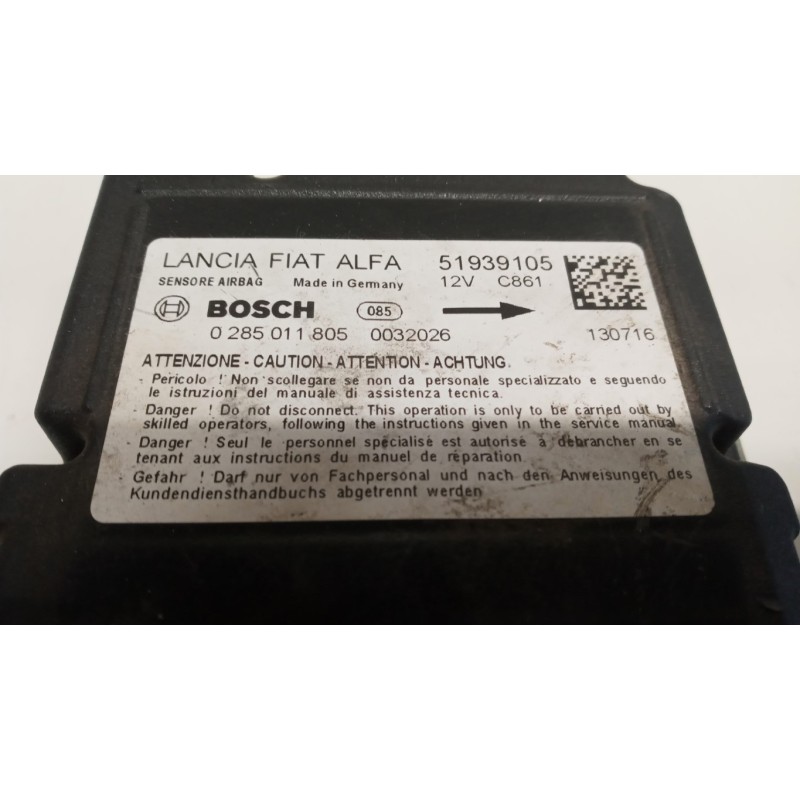 LANCIA FIAT ALFA 51939105
SENSORE AIRBAG Made in Germany 12V C861
BOSCH 085
0 285 011 805 0032026 130716
ATTENZIONE - CAUTION - ATTENTION - ACHTUNG.
- Pericolo ! Non scollegare se non da personale specializzato e seguendo
le istruzioni del manuale di assistenza tecnica.
- Danger ! Do not disconnect. This operation is only to be carried out by
skilled operators, following the instructions given in the service manual.
- Danger ! Seul le personnel spécialisé est autorisé à débrancher en se
tenant aux instructions du manuel de réparation.
- Gefahr ! Darf nur von Fachpersonal und nach den Anweisungen des
Kundendiensthandbuchs abgetrennt werden